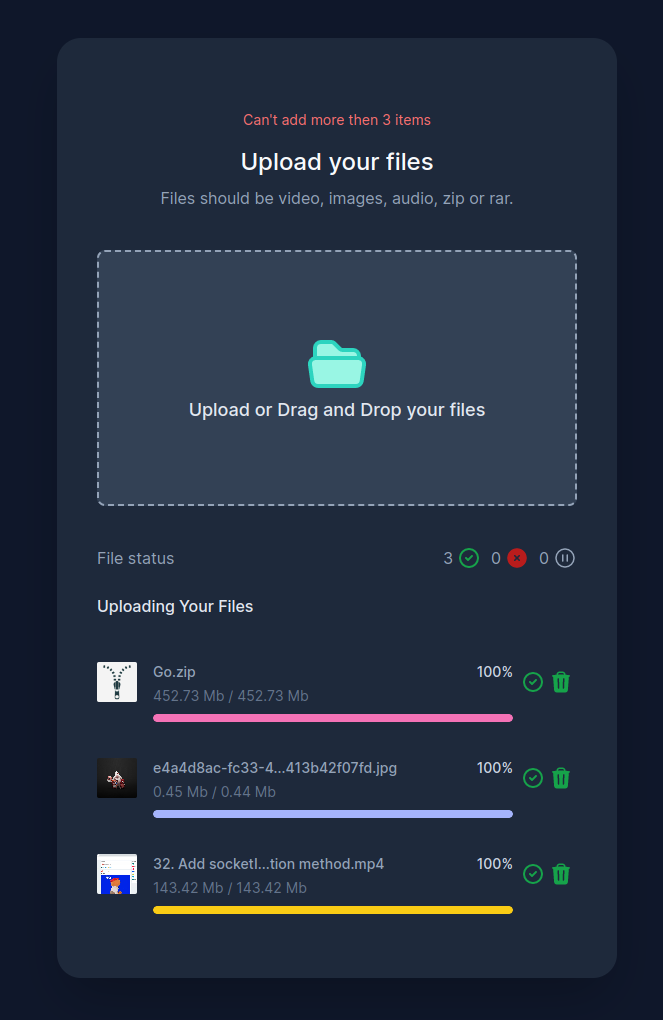 Can't add more then 3 items
Upload your files
Files should be video, images, audio, zip or rar.
Upload or Drag and Drop your files
File status 3 0 0
Uploading Your Files
Go.zip 100%
452.73 Mb / 452.73 Mb
e4a4d8ac-fc33-4...413b42f07fd.jpg 100%
0.45 Mb / 0.44 Mb
32. Add socketI...tion method.mp4 100%
143.42 Mb / 143.42 Mb